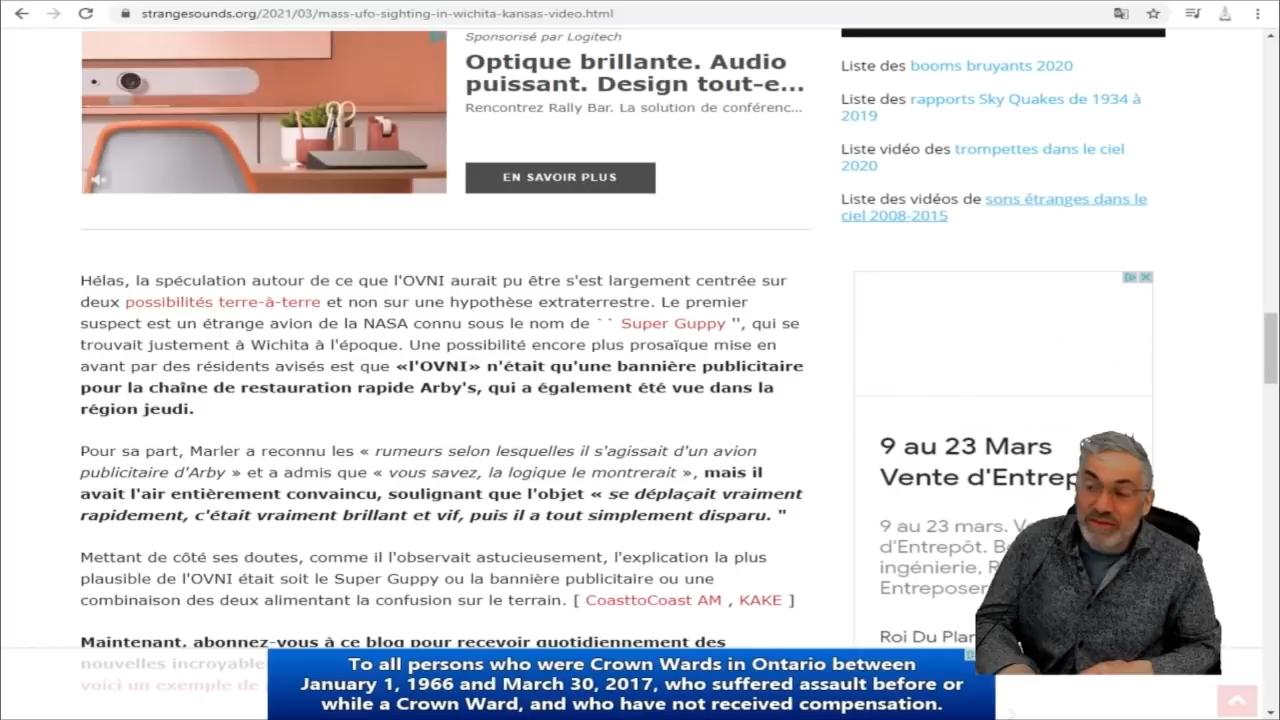 strangesounds.org/2021/03/mass-ufo-sighting-in-wichita-kansas-video.html
Sponsorisé par Logitech
Optique brillante. Audio
puissant. Design tout-e...
Rencontrez Rally Bar. La solution de conférenc...
EN SAVOIR PLUS
Hélas, la spéculation autour de ce que l'OVNI aurait pu être s'est largement centrée sur
deux possibilités terre-à-terre et non sur une hypothèse extraterrestre. Le premier
suspect est un étrange avion de la NASA connu sous le nom de `` Super Guppy '', qui se
trouvait justement à Wichita à l'époque. Une possibilité encore plus prosaïque mise en
avant par des résidents avisés est que «l'OVNI» n'était qu'une bannière publicitaire
pour la chaîne de restauration rapide Arby's, qui a également été vue dans la
région jeudi.
Pour sa part, Marler a reconnu les « rumeurs selon lesquelles il s'agissait d'un avion
publicitaire d'Arby » et a admis que « vous savez, la logique le montrerait », mais il
avait l'air entièrement convaincu, soulignant que l'objet « se déplaçait vraiment
rapidement, c'était vraiment brillant et vif, puis il a tout simplement disparu. "
Mettant de côté ses doutes, comme il l'observait astucieusement, l'explication la plus
plausible de l'OVNI était soit le Super Guppy ou la bannière publicitaire ou une
combinaison des deux alimentant la confusion sur le terrain. [ CoasttoCoast AM , KAKE ]
Maintenant, abonnez-vous à ce blog pour recevoir quotidiennement des
nouvelles incroyable
voici un exemple de
Liste des booms bruyants 2020
Liste des rapports Sky Quakes de 1934 à
2019
Liste vidéo des trompettes dans le ciel
2020
Liste des vidéos de sons étranges dans le
ciel 2008-2015
9 au 23 Mars
Vente d'Entrep
9 au 23 mars.
d'Entrepôt.
ingénierie,
Entreposer
Roi Du Plan
To all persons who were Crown Wards in Ontario between
January 1, 1966 and March 30, 2017, who suffered assault before or
while a Crown Ward, and who have not received compensation.